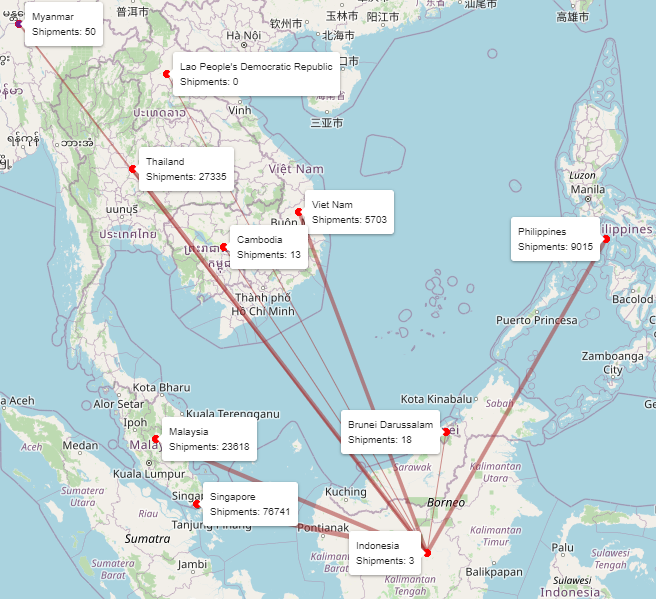 普洱市
钦州市
玉林市
阳江市
汕尾市
高雄市
Myanmar
Shipments: 50
Hà Nội
北海市
Lao People's Democratic Republic
Shipments: 0
Vinh
三亚市
Thailand
Shipments: 27335
Việt Nam
Luzon
Manila
Viet Nam
Shipments: 5703
Buôn
Philippines
Shipments: 9015
ilippines
Cambodia
Shipments: 13
ປະເທດລາວ
ประเทศไทย
Thành phố
Hồ Chí Minh
Bacolod
Puerto Princesa
Zamboanga
City
Kota Bharu
Alor Setar
Kota Kinabalu
Sabah
Ipoh
Kuala Terengganu
Brunei Darussalam
Shipments: 18
Malaysia
Shipments: 23618
Aceh
Medan
Kuala Lumpur
Sarawak
Kalimantan
Utara
Sumatera
Utara
Singapore
Shipments: 76741
Kuching
Borneo
Riau
Tanjung Pinang
Pontianak
Kalimantan
Timur
Sumatra
Indonesia
Shipments: 3
Palu
Sulawesi
Tengah
Sumatera
Barat
Jambi
Balikpapan
Kalimantan
Tengah
Sulawesi
Indonesia